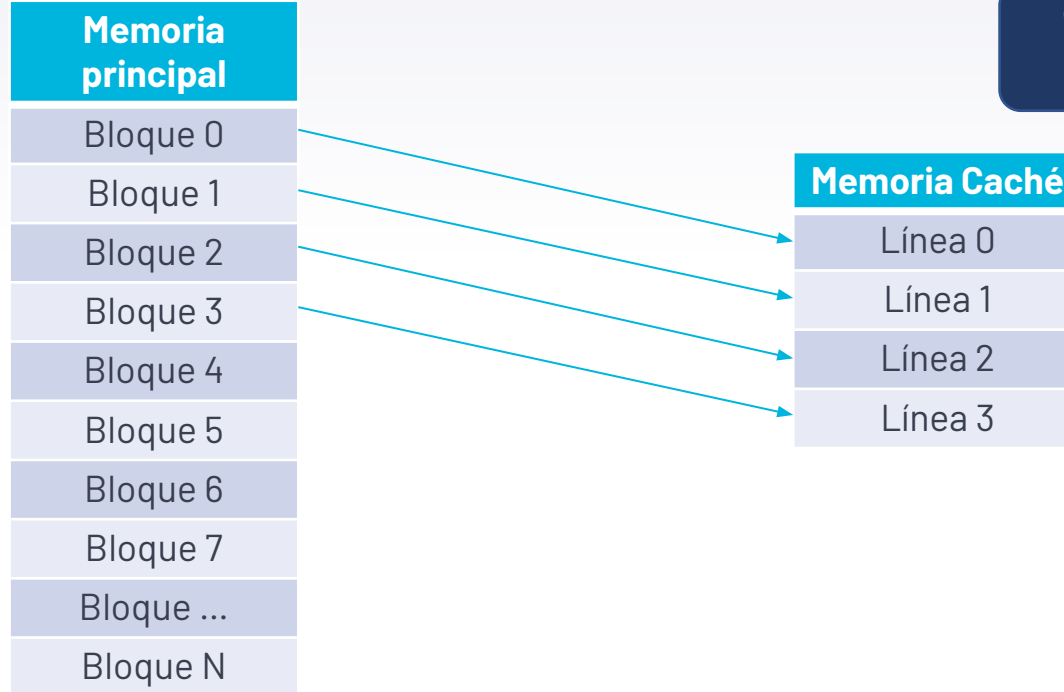 Memoria
principal
Bloque 0
Bloque 1
Bloque 2
Bloque 3
Bloque 4
Bloque 5
Bloque 6
Bloque 7
Bloque ...
Bloque N
Memoria Caché
Línea 0
Línea 1
Línea 2
Línea 3